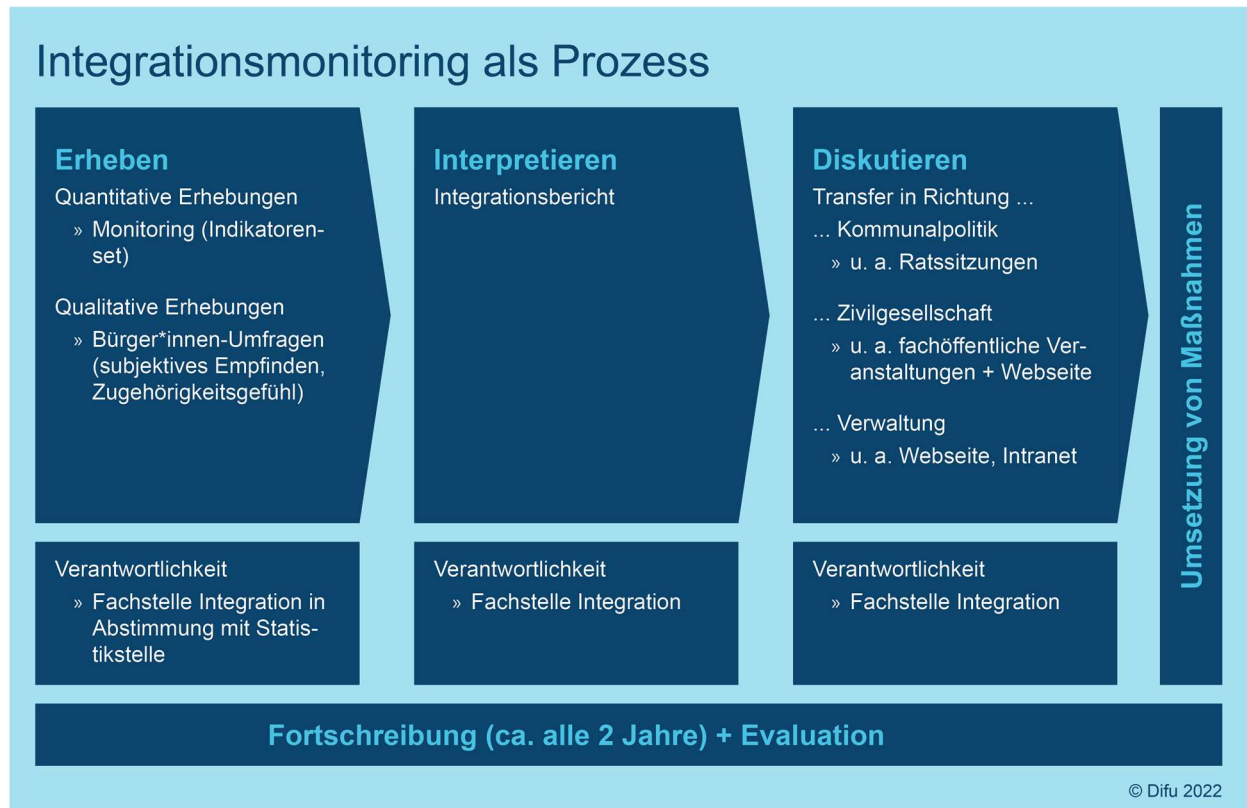 Integrationsmonitoring als Prozess
Erheben
Quantitative Erhebungen
» Monitoring (Indikatoren-
set)
Qualitative Erhebungen
» Bürger*innen-Umfragen
(subjektives Empfinden,
Zugehörigkeitsgefühl)
Verantwortlichkeit
» Fachstelle Integration in
Abstimmung mit Statis-
tikstelle
Interpretieren
Integrationsbericht
Verantwortlichkeit
» Fachstelle Integration
Diskutieren
Transfer in Richtung ...
... Kommunalpolitik
» u. a. Ratssitzungen
... Zivilgesellschaft
» u. a. fachöffentliche Ver-
anstaltungen + Webseite
... Verwaltung
» u. a. Webseite, Intranet
Verantwortlichkeit
» Fachstelle Integration
Umsetzung von Maßnahmen
Fortschreibung (ca. alle 2 Jahre) + Evaluation
© Difu 2022